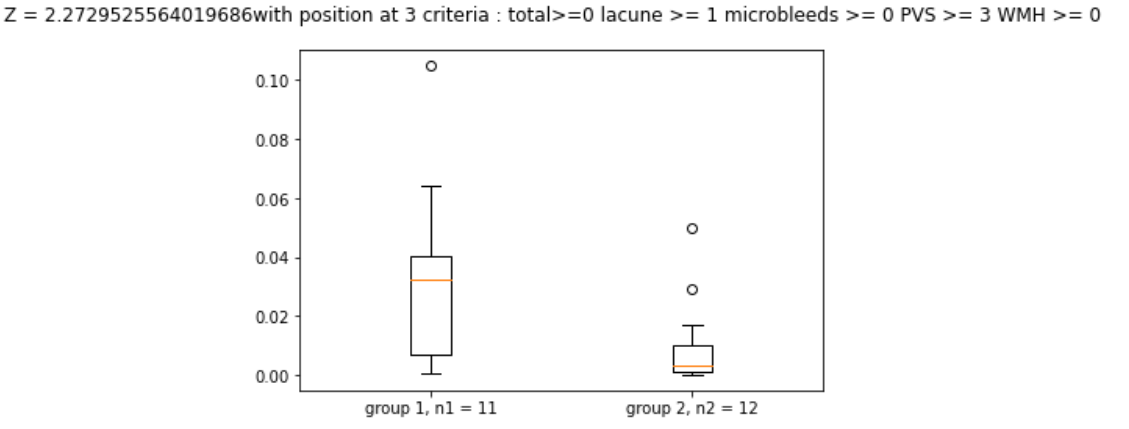 Z = 2.2729525564019686with position at 3 criteria : total>=0 lacune >= 1 microbleeds >= 0 PVS >= 3 WMH >= 0
0.10
0.08
0.06
0.04
0.02
0.00
group 1, n1 = 11
group 2, n2 = 12